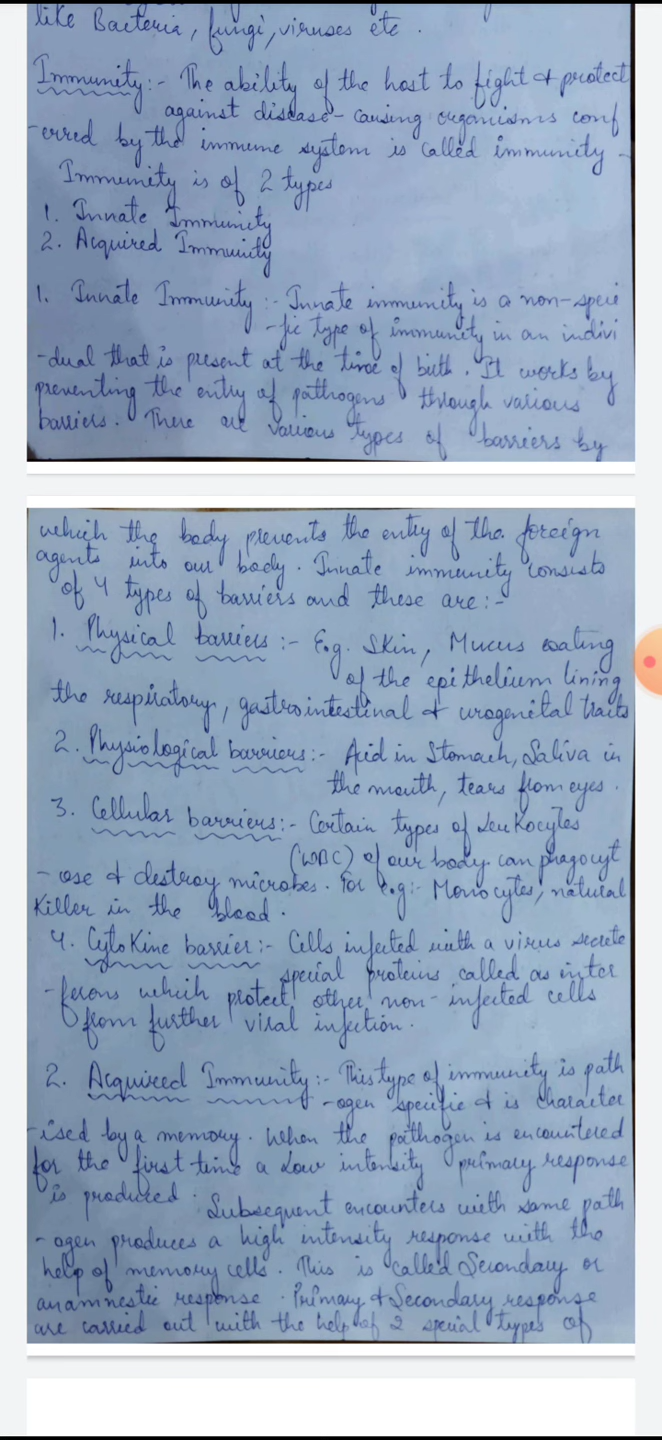 like Bacteria, fungi, viruses etc.
Immunity :- The ability of the host to fight & protect
against disease - causing organisms conf
-erred by the immune system is called immunity -
Immunity is of 2 types
1. Innate Immunity
2. Acquired Immunity
1. Innate Immunity :- Innate immunity is a non-speci
-fic type of immunity in an indivi
-dual that is present at the time of birth. It works by
preventing the entry of pathogens through various
barriers. There are various types of barriers by
which the body prevents the entry of the foreign
agents into our body. Innate immunity consists
of 4 types of barriers and these are :-
1. Physical barriers :- E.g. Skin, Mucus coating
of the epithelium lining
the respiratory, gastrointestinal & urogenital traits
2. Physiological barriers :- Acid in Stomach, Saliva in
the mouth, tears from eyes.
3. Cellular barriers :- Certain types of Leukocytes
(WBC) of our body can phagocyt
-ose & destroy microbes. For e.g :- Monocytes, natural
Killer in the blood.
4. Cytokine barrier :- Cells infected with a virus secrete
special proteins called as inter
-ferons which protect other non-infected cells
from further viral infection.
2. Acquired Immunity :- This type of immunity is path
-ogen specific & is character
-ised by a memory. When the pathogen is encountered
for the first time a low intensity primary response
is produced. Subsequent encounters with same path
-ogen produces a high intensity response with the
help of memory cells. This is called Secondary or
anamnestic response. Primary & Secondary response
are carried out with the help of 2 special types of